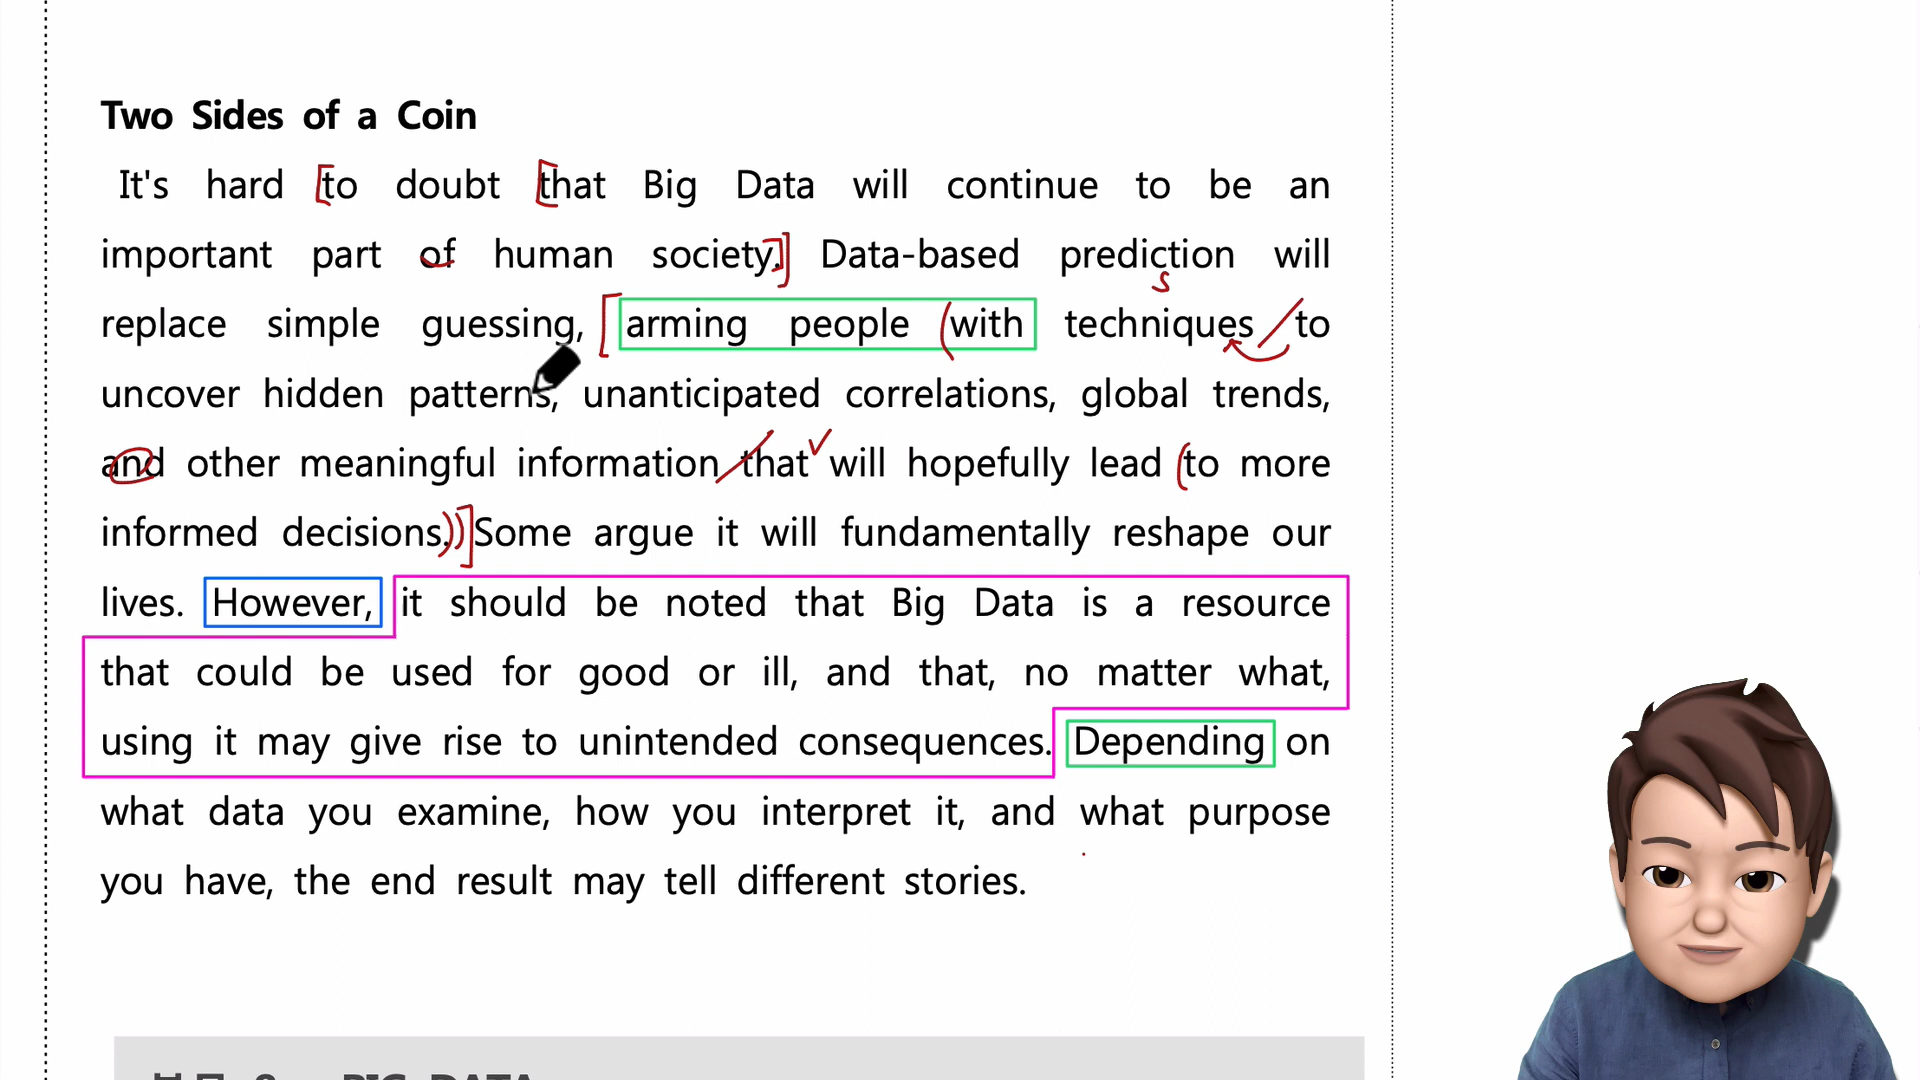 Two Sides of a Coin
It's hard to doubt that Big Data will continue to be an
important part of human society. Data-based prediction will
s
replace simple guessing, arming people with techniques to
uncover hidden patterns, unanticipated correlations, global trends,
and other meaningful information that will hopefully lead to more
informed decisions. Some argue it will fundamentally reshape our
lives. However, it should be noted that Big Data is a resource
that could be used for good or ill, and that, no matter what,
using it may give rise to unintended consequences. Depending on
what data you examine, how you interpret it, and what purpose
you have, the end result may tell different stories.
BIG DATA